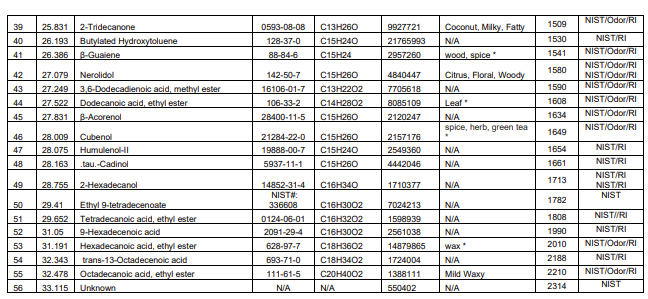 39 25.831 2-Tridecanone 0593-08-08 C13H26O 9927721 Coconut, Milky, Fatty 1509 NIST/Odor/RI
40 26.193 Butylated Hydroxytoluene 128-37-0 C15H24O 21765993 N/A 1530 NIST/RI
41 26.386 β-Guaiene 88-84-6 C15H24 2957260 wood, spice * 1541 NIST/Odor/RI
NIST/Odor/RI
42 27.079 Nerolidol 142-50-7 C15H26O 4840447 Citrus, Floral, Woody 1580 NIST/Odor/RI
43 27.249 3,6-Dodecadienoic acid, methyl ester 16106-01-7 C13H22O2 7705618 N/A 1590 NIST/RI
44 27.522 Dodecanoic acid, ethyl ester 106-33-2 C14H28O2 8085109 Leaf * 1608 NIST/Odor/RI
45 27.831 β-Acorenol 28400-11-5 C15H26O 2120247 N/A 1634 NIST/Odor/RI
46 28.009 Cubenol 21284-22-0 C15H26O 2157176 spice, herb, green tea 1649 NIST/Odor/RI
*
47 28.075 Humulenol-II 19888-00-7 C15H24O 2549360 N/A 1654 NIST/RI
48 28.163 .tau.-Cadinol 5937-11-1 C15H26O 4442046 N/A 1661 NIST/RI
NIST/RI
49 28.755 2-Hexadecanol 14852-31-4 C16H34O 1710377 N/A 1713 NIST/RI
NIST#:
50 29.41 Ethyl 9-tetradecenoate 336608 C16H30O2 7024213 N/A 1782 NIST
51 29.652 Tetradecanoic acid, ethyl ester 0124-06-01 C16H32O2 1598939 N/A 1808 NIST//RI
52 31.05 9-Hexadecenoic acid 2091-29-4 C16H30O2 2561038 N/A 1990 NIST/RI
53 31.191 Hexadecanoic acid, ethyl ester 628-97-7 C18H36O2 14879865 wax * 2010 NIST/Odor/RI
54 32.343 trans-13-Octadecenoic acid 693-71-0 C18H34O2 1724004 N/A 2188 NIST/RI
55 32.478 Octadecanoic acid, ethyl ester 111-61-5 C20H40O2 1388111 Mild Waxy 2210 NIST/Odor/RI
56 33.115 Unknown N/A N/A 550402 N/A 2314 NIST